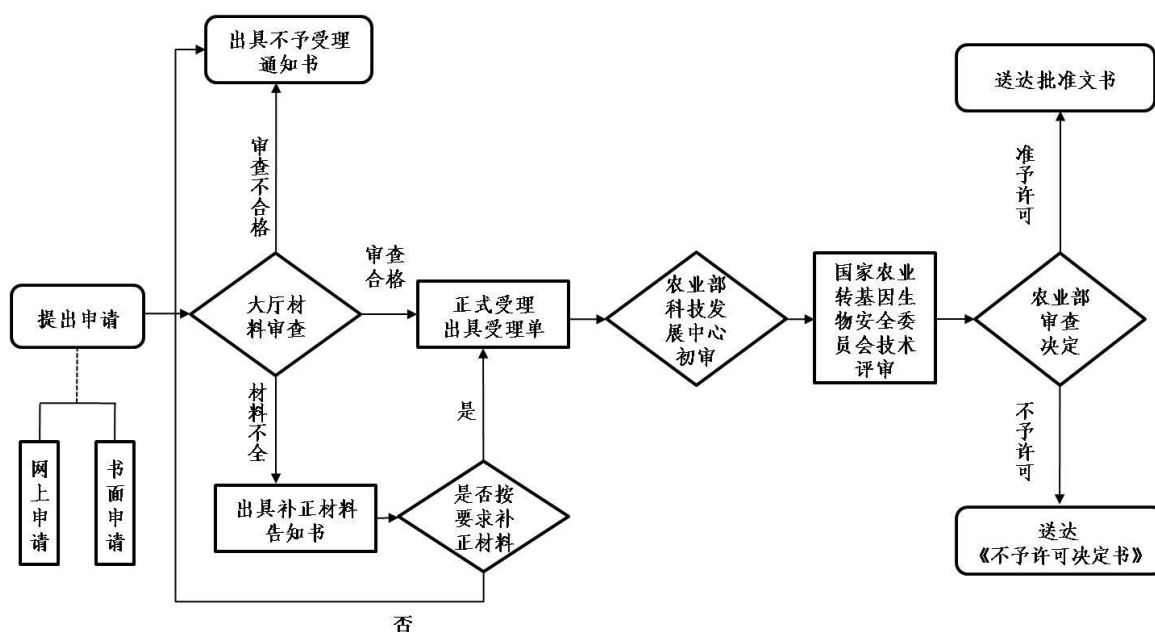 出具不予受理
通知书
送达批准文书
审查不合格
准予许可
审查
合格
提出申请
大厅材
料审查
正式受理
出具受理单
农业部
科技发
展中心
初审
国家农业
转基因生
物安全委
员会技术
评审
农业部
审查
决定
材料不全
是
不予许可
网上申请
书面申请
出具补正材料
告知书
是否按
要求补
正材料
送达
《不予许可决定书》
否